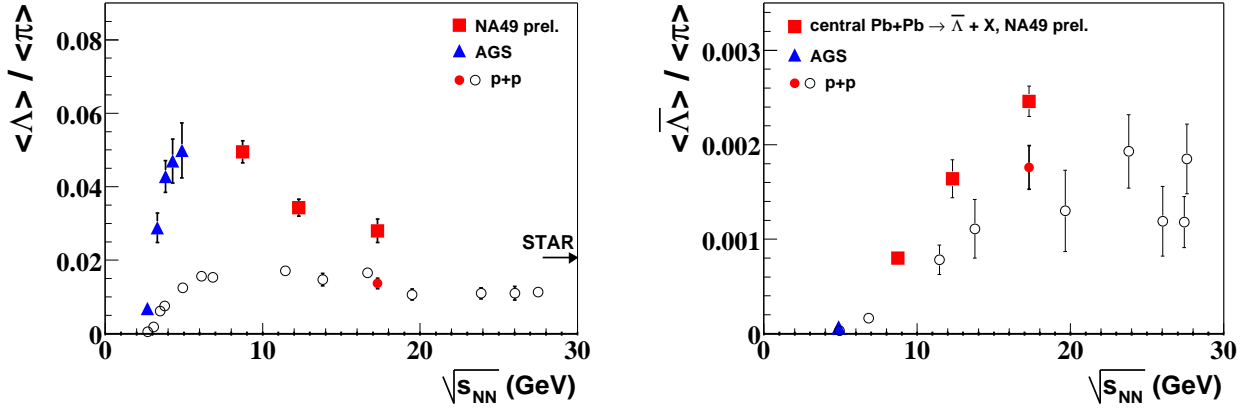 <Λ> / <π>
0.08
0.06
0.04
0.02
0
NA49 prel.
AGS
p+p
STAR
0 10 20 30
√s_NN (GeV)
<Λ̅> / <π>
0.003
0.002
0.001
0
central Pb+Pb → Λ̅ + X, NA49 prel.
AGS
p+p
0 10 20 30
√s_NN (GeV)